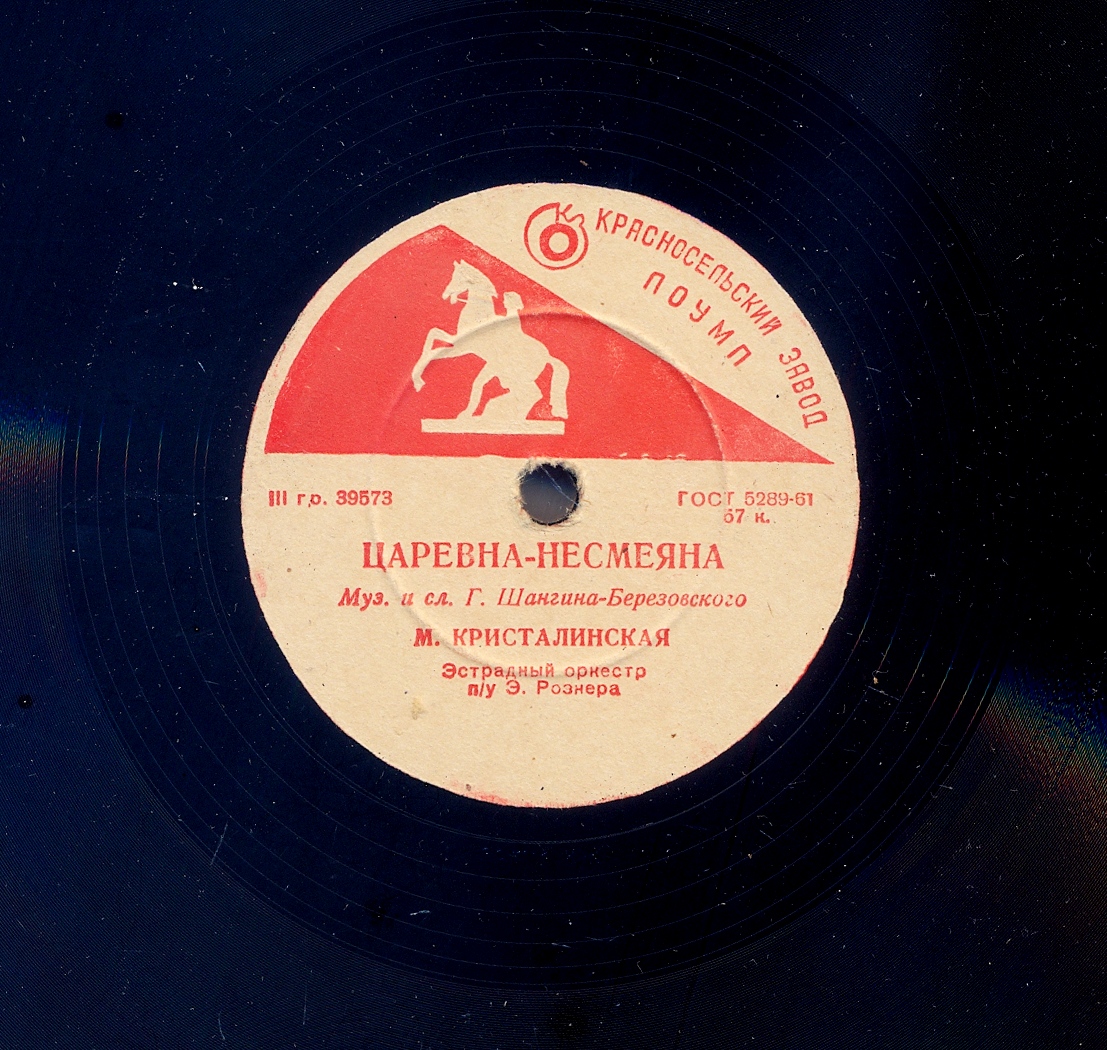 КРАСНОСЕЛЬСКИЙ ЗАВОД
ПОУМП
III гр. 39573
ГОСТ 5289-61
57 к.
ЦАРЕВНА-НЕСМЕЯНА
Муз. и сл. Г. Шангина-Березовского
М. КРИСТАЛИНСКАЯ
Эстрадный оркестр
п/у Э. Рознера